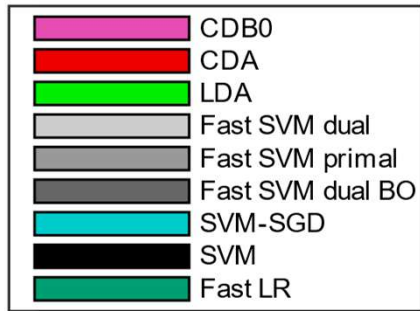 CDB0
CDA
LDA
Fast SVM dual
Fast SVM primal
Fast SVM dual BO
SVM-SGD
SVM
Fast LR